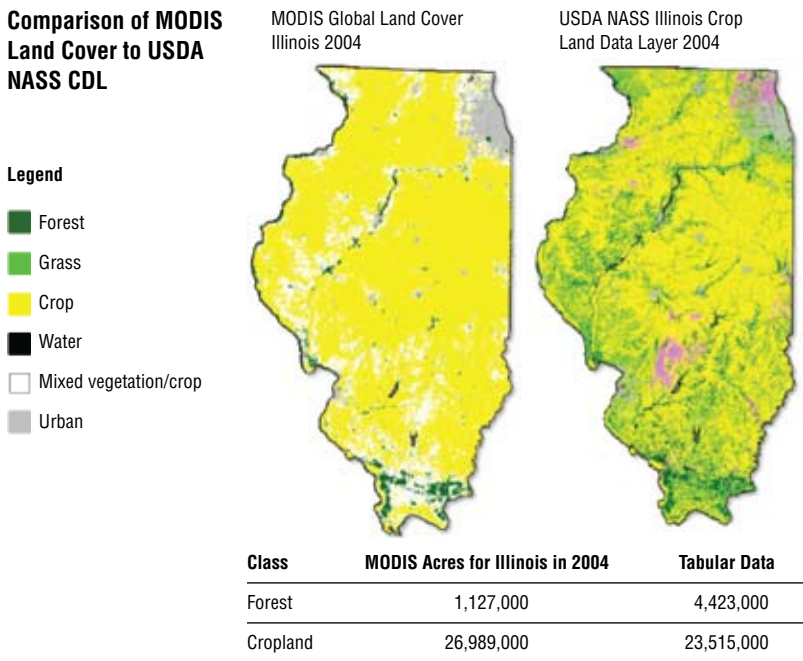 Comparison of MODIS
Land Cover to USDA
NASS CDL
MODIS Global Land Cover
Illinois 2004
USDA NASS Illinois Crop
Land Data Layer 2004
Legend
Forest
Grass
Crop
Water
Mixed vegetation/crop
Urban
Class MODIS Acres for Illinois in 2004 Tabular Data
Forest 1,127,000 4,423,000
Cropland 26,989,000 23,515,000